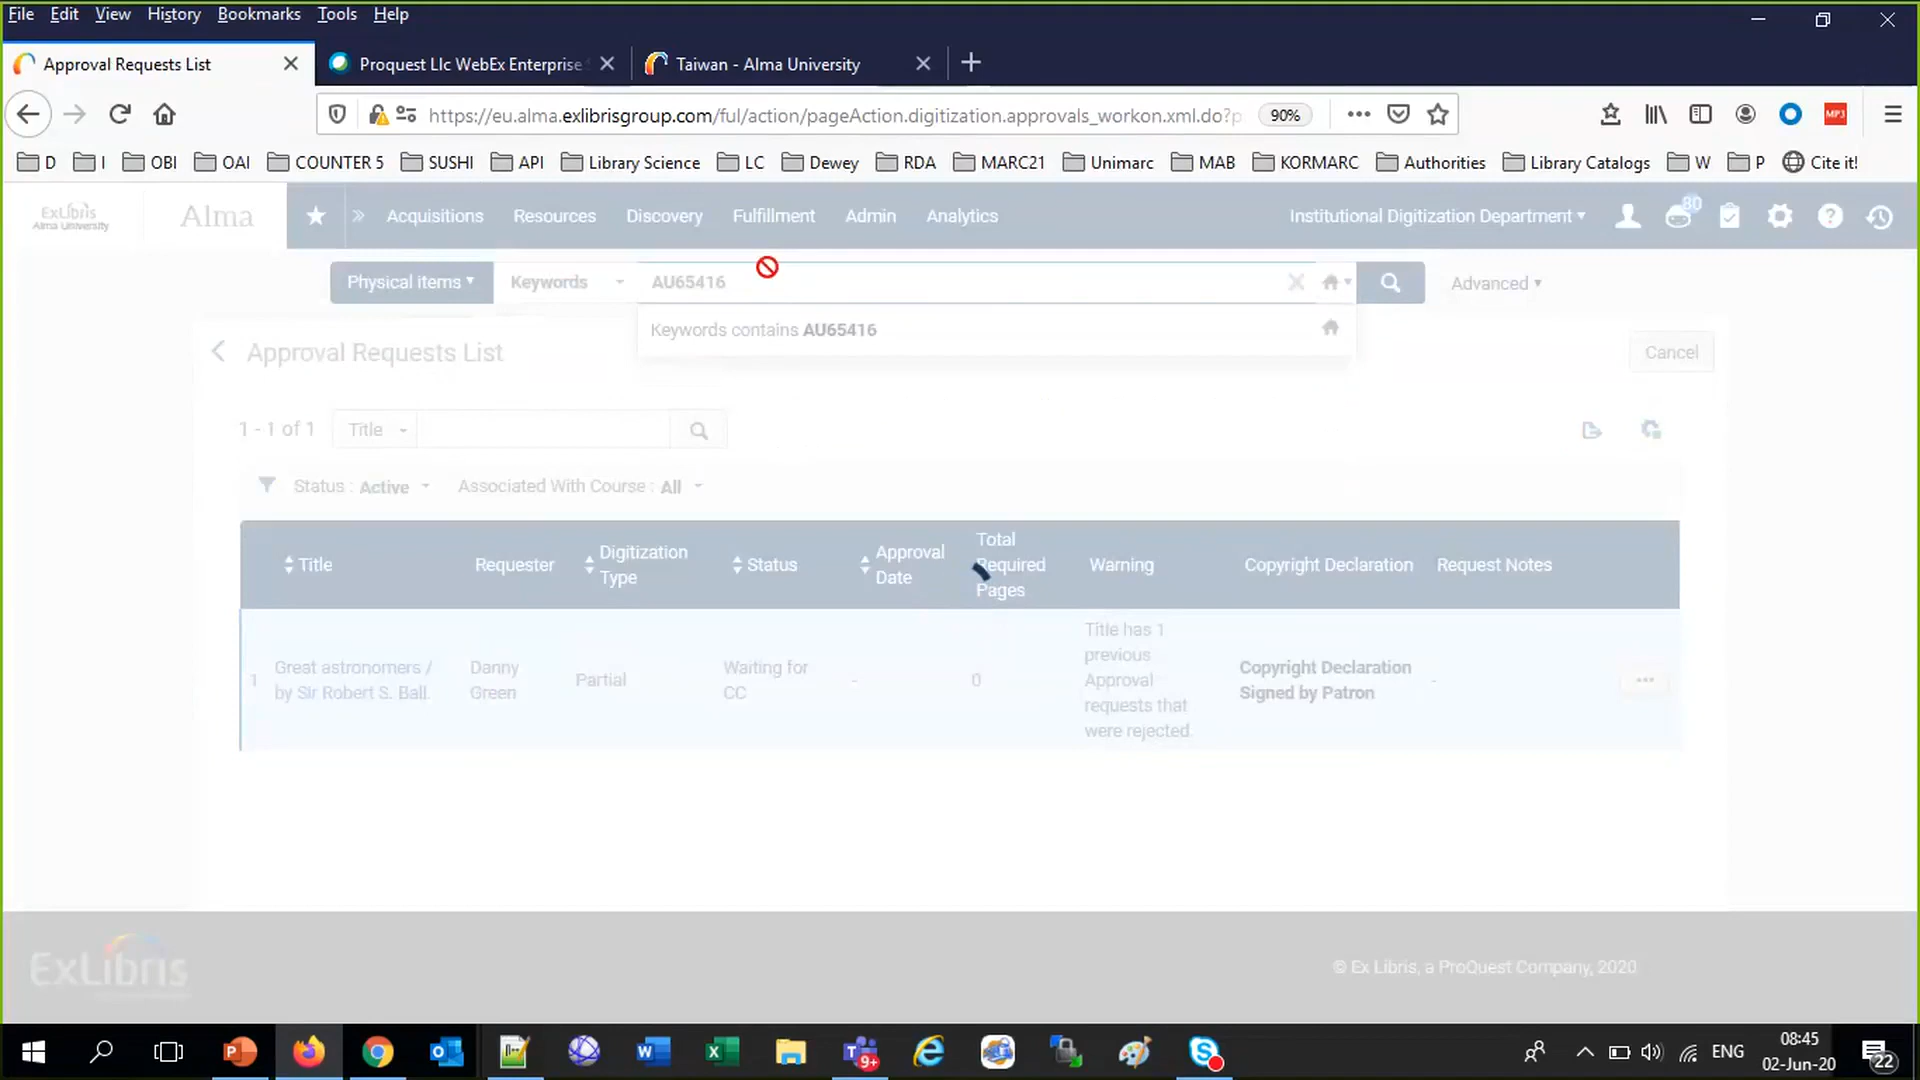 File Edit View History Bookmarks Tools Help
Approval Requests List
Proquest Llc WebEx Enterprise
Taiwan - Alma University
https://eu.alma.exlibrisgroup.com/ful/action/pageAction.digitization.approvals_workon.xml.do?p
90%
MP3
D I OBI OAI COUNTER 5 SUSHI API Library Science LC Dewey RDA MARC21 Unimarc MAB KORMARC Authorities Library Catalogs W P Cite it!
ExLibris
Alma University
Alma
Acquisitions Resources Discovery Fulfillment Admin Analytics
Institutional Digitization Department
80
Physical items Keywords AU65416 Advanced
Keywords contains AU65416
Approval Requests List
Cancel
1 - 1 of 1 Title
Status : Active Associated With Course : All
Title
Requester
Digitization
Type
Status
Approval
Date
Total
Required
Pages
Warning
Copyright Declaration
Request Notes
1
Great astronomers /
by Sir Robert S. Ball.
Danny
Green
Partial
Waiting for
CC
-
0
Title has 1
previous
Approval
requests that
were rejected.
Copyright Declaration
Signed by Patron
-
ExLibris
© Ex Libris, a ProQuest Company, 2020
9+
ENG
08:45
02-Jun-20
22